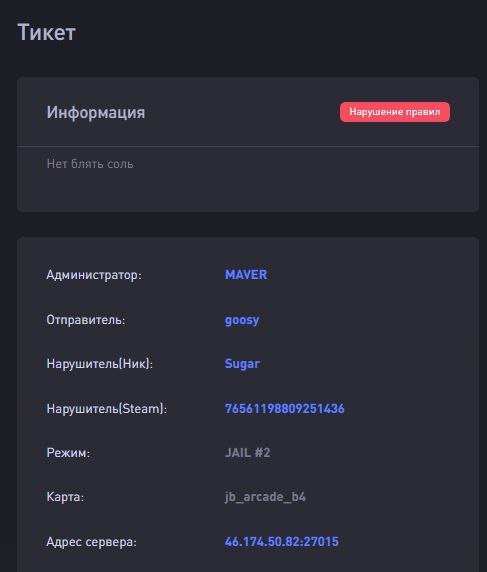 Тикет
Информация
Нарушение правил
Нет блять соль
Администратор: MAVER
Отправитель: goosy
Нарушитель(Ник): Sugar
Нарушитель(Steam): 76561198809251436
Режим: JAIL #2
Карта: jb_arcade_b4
Адрес сервера: 46.174.50.82:27015